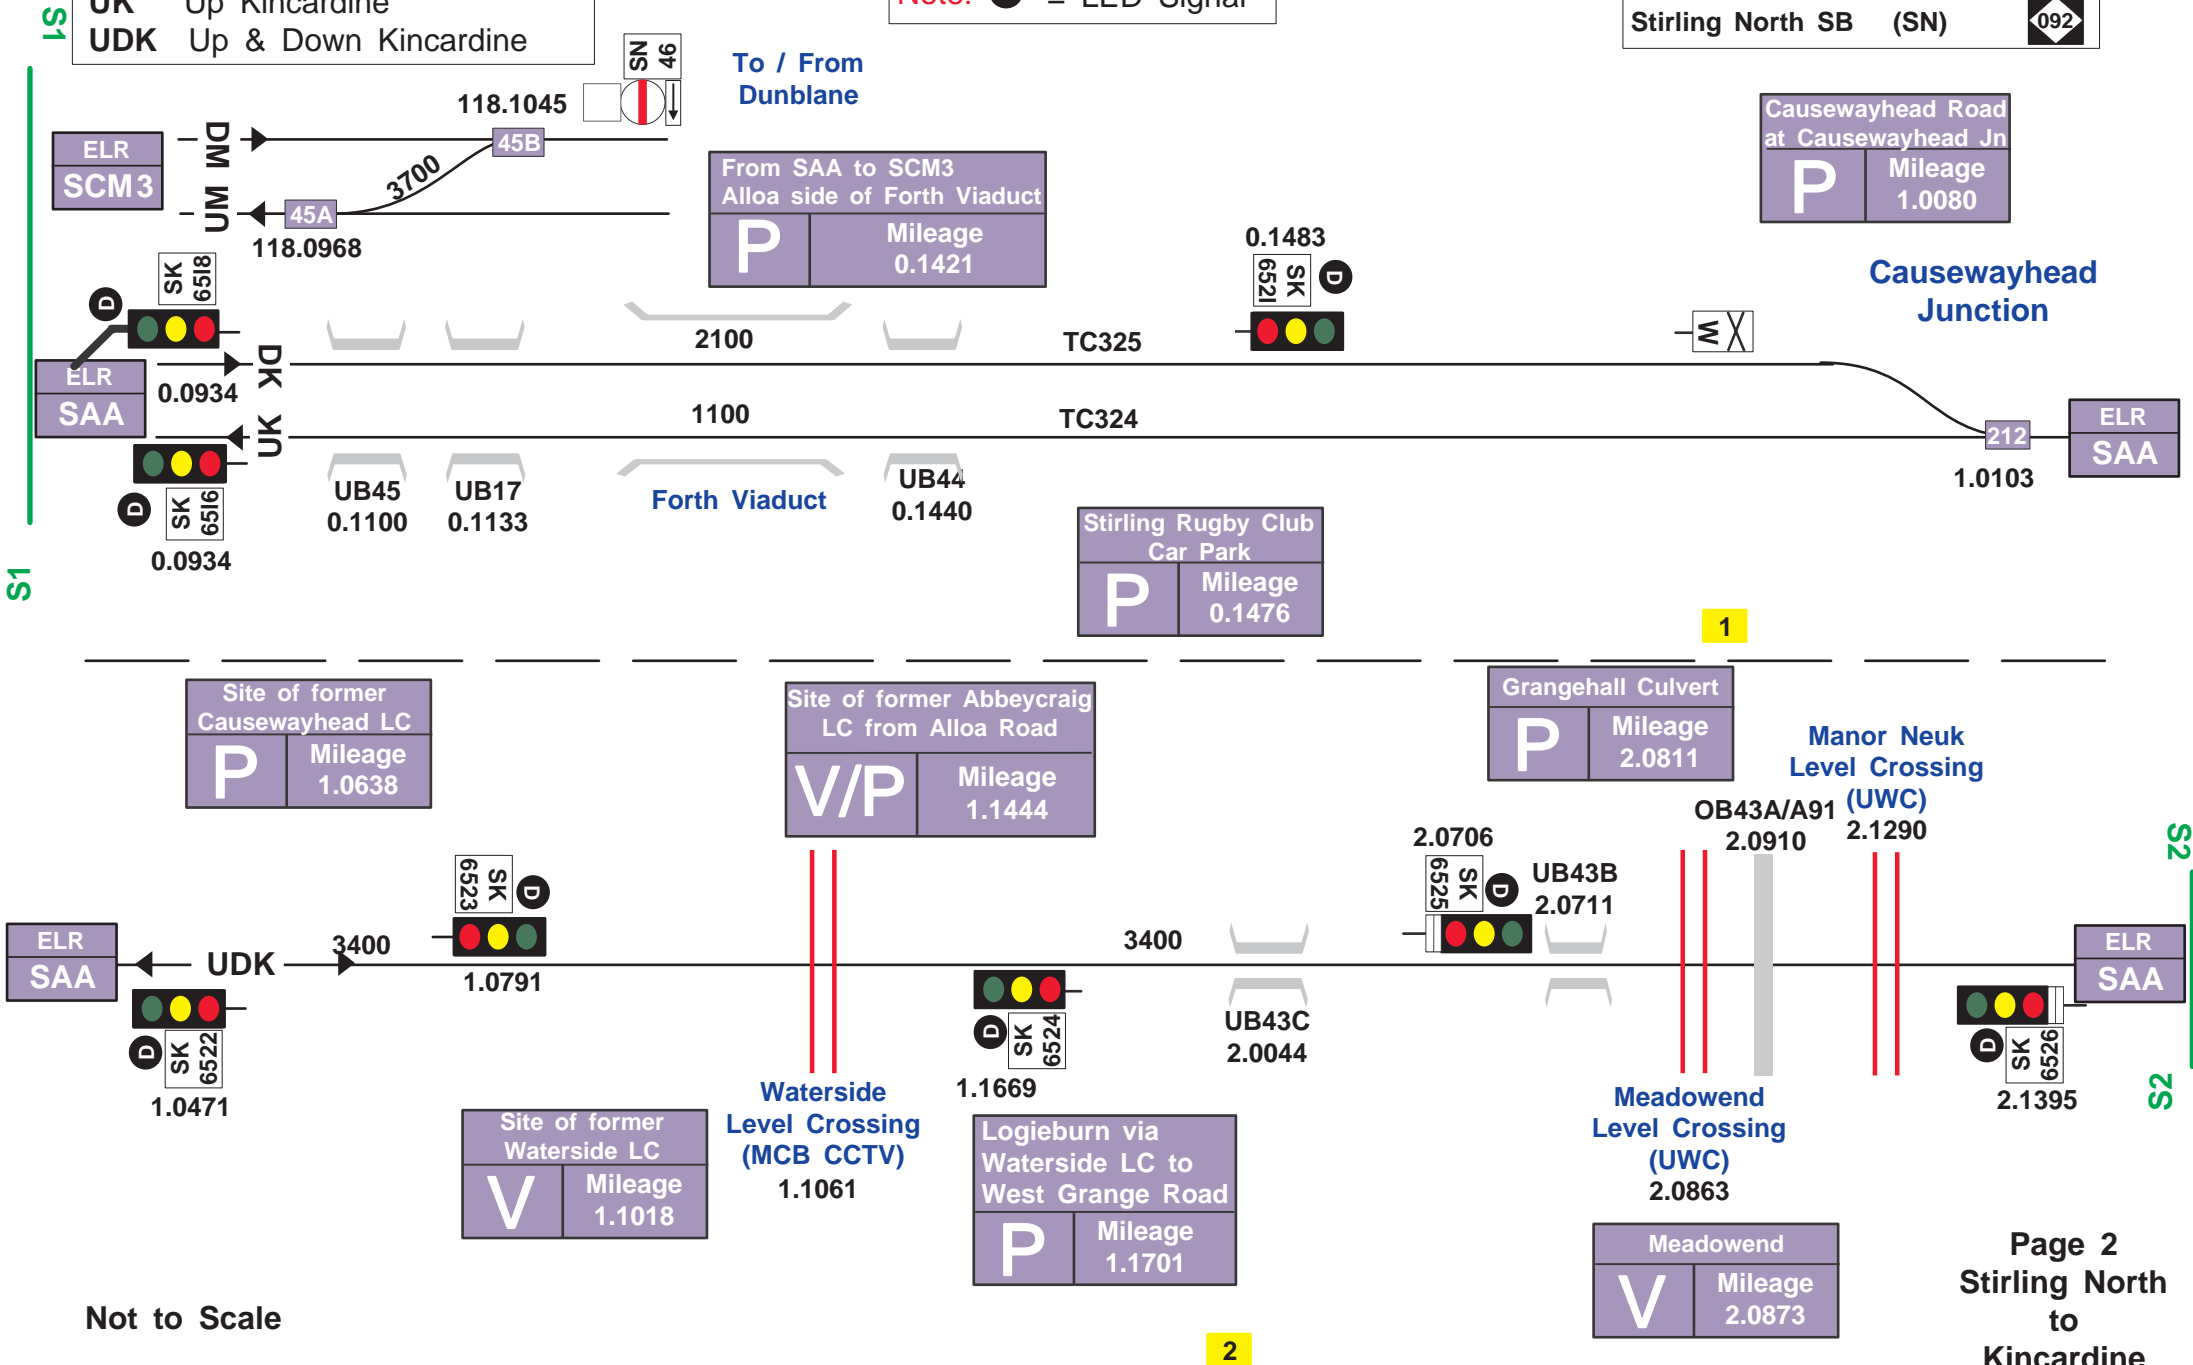 UK Up Kincardine
UDK Up & Down Kincardine
Note: = LED Signal
Stirling North SB (SN) 092
S1
SN 46
To / From
Dunblane
118.1045
ELR
SCM3
DM
UM
45B
3700
45A
118.0968
From SAA to SCM3
Alloa side of Forth Viaduct
P
Mileage
0.1421
Causewayhead Road
at Causewayhead Jn
P
Mileage
1.0080
Causewayhead
Junction
SK 65I8
D
0.1483
SK 652I
D
W
2100
TC325
ELR
SAA
0.0934
DK
UK
1100
TC324
212
ELR
SAA
1.0103
D
SK 65I6
0.0934
UB45
0.1100
UB17
0.1133
Forth Viaduct
UB44
0.1440
Stirling Rugby Club
Car Park
P
Mileage
0.1476
S1
1
Site of former
Causewayhead LC
P
Mileage
1.0638
Site of former Abbeycraig
LC from Alloa Road
V/P
Mileage
1.1444
Grangehall Culvert
P
Mileage
2.0811
Manor Neuk
Level Crossing
(UWC)
2.1290
OB43A/A91
2.0910
S2
SK 6523
D
2.0706
SK 6525
D
UB43B
2.0711
ELR
SAA
UDK
3400
1.0791
3400
ELR
SAA
D
SK 6522
1.0471
D
SK 6524
1.1669
UB43C
2.0044
D
SK 6526
2.1395
S2
Waterside
Level Crossing
(MCB CCTV)
1.1061
Meadowend
Level Crossing
(UWC)
2.0863
Site of former
Waterside LC
V
Mileage
1.1018
Logieburn via
Waterside LC to
West Grange Road
P
Mileage
1.1701
Meadowend
V
Mileage
2.0873
Page 2
Stirling North
to
Kincardine
Not to Scale
2